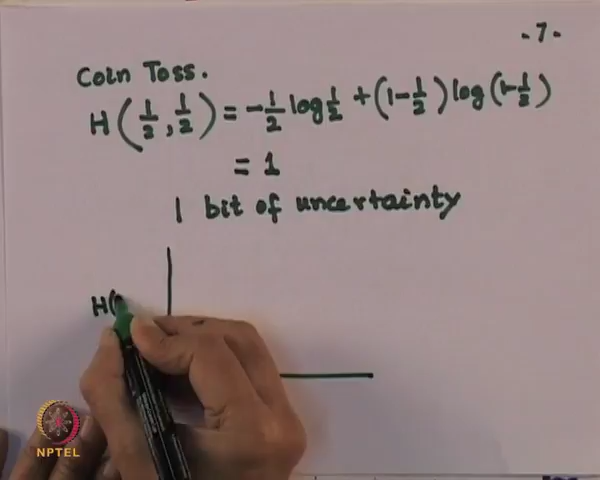 . 7 .
Coin Toss.
H(1/2, 1/2) = -1/2 log 1/2 + (1-1/2) log (1-1/2)
= 1
1 bit of uncertainty
H(
NPTEL